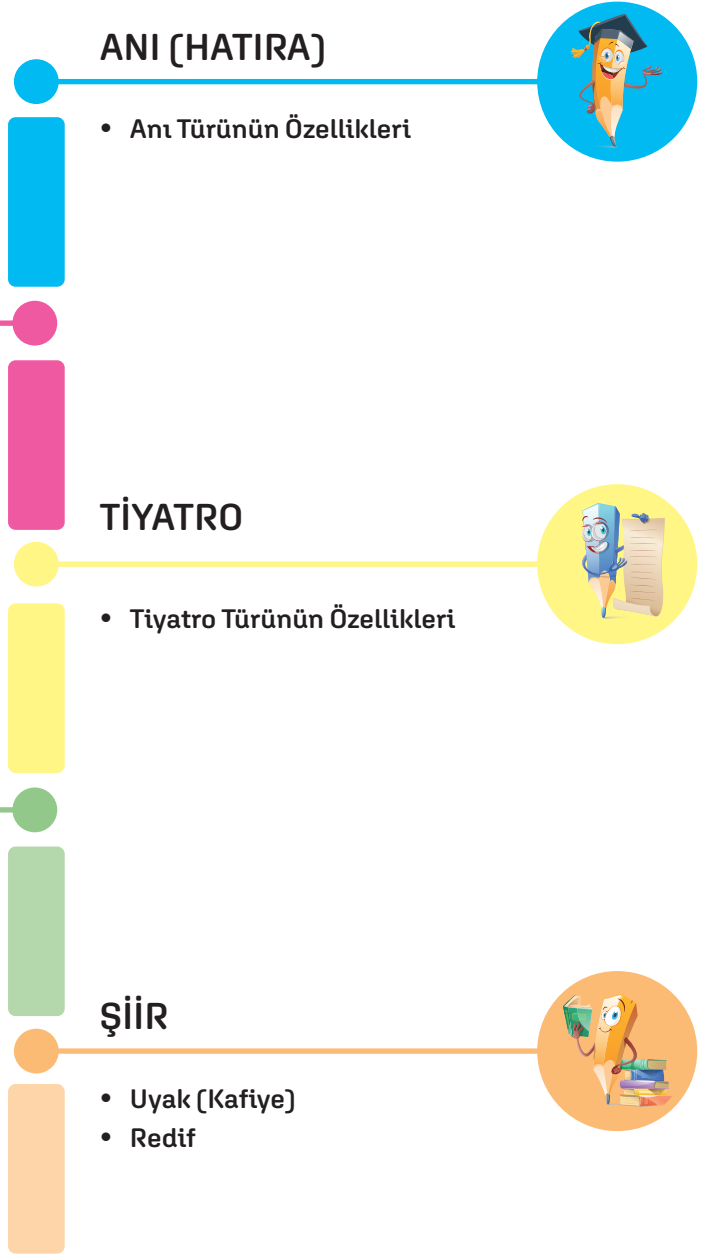 ANI (HATIRA)
• Anı Türünün Özellikleri
TİYATRO
• Tiyatro Türünün Özellikleri
ŞİİR
• Uyak (Kafiye)
• Redif